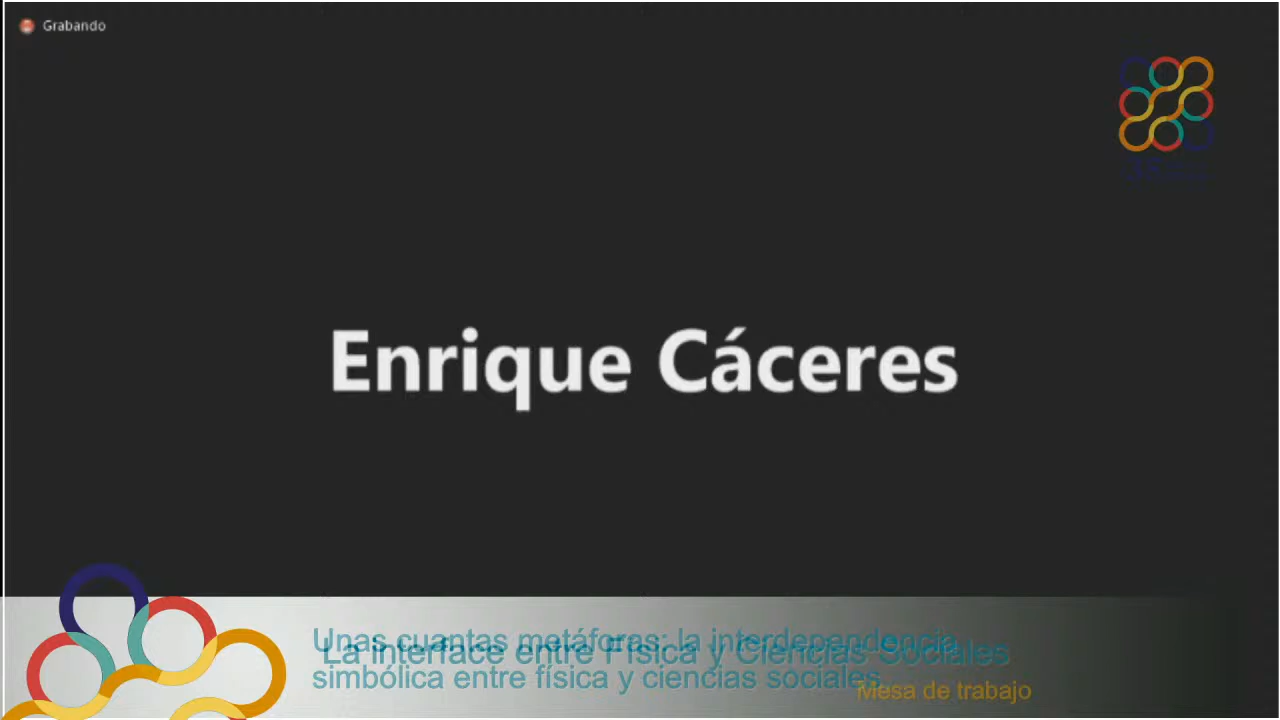 Grabando
Enrique Cáceres
Unas cuantas metáforas: la interdependencia
simbólica entre física y ciencias sociales
La Interface entre Física y Ciencias Sociales
Mesa de trabajo